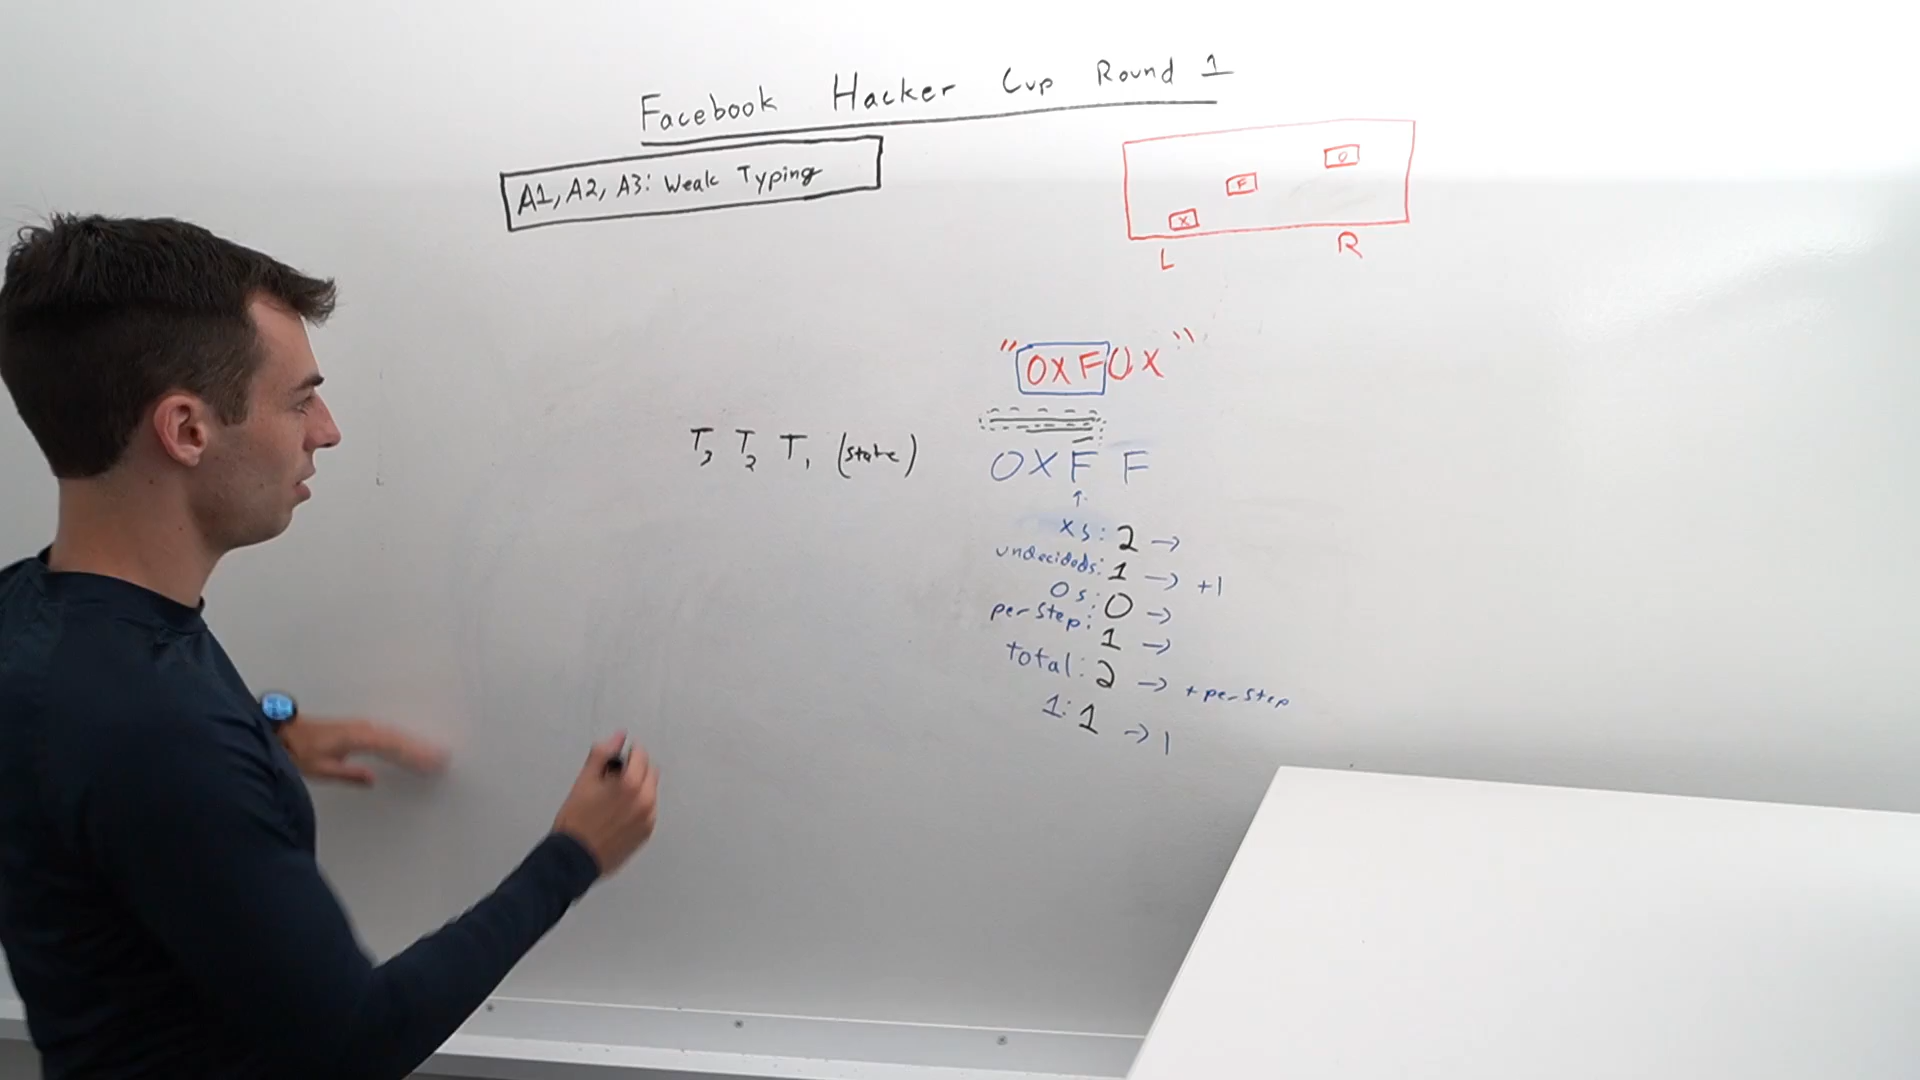 Facebook Hacker Cup Round 1
A1, A2, A3: Weak Typing
O
F
X
L R
"OXFOX"
T3 T2 T1 (state) OXFF
↑
xs: 2 →
undecideds: 1 → +1
Os: 0 →
per step: 1 →
total: 2 → + per step
1: 1 → 1